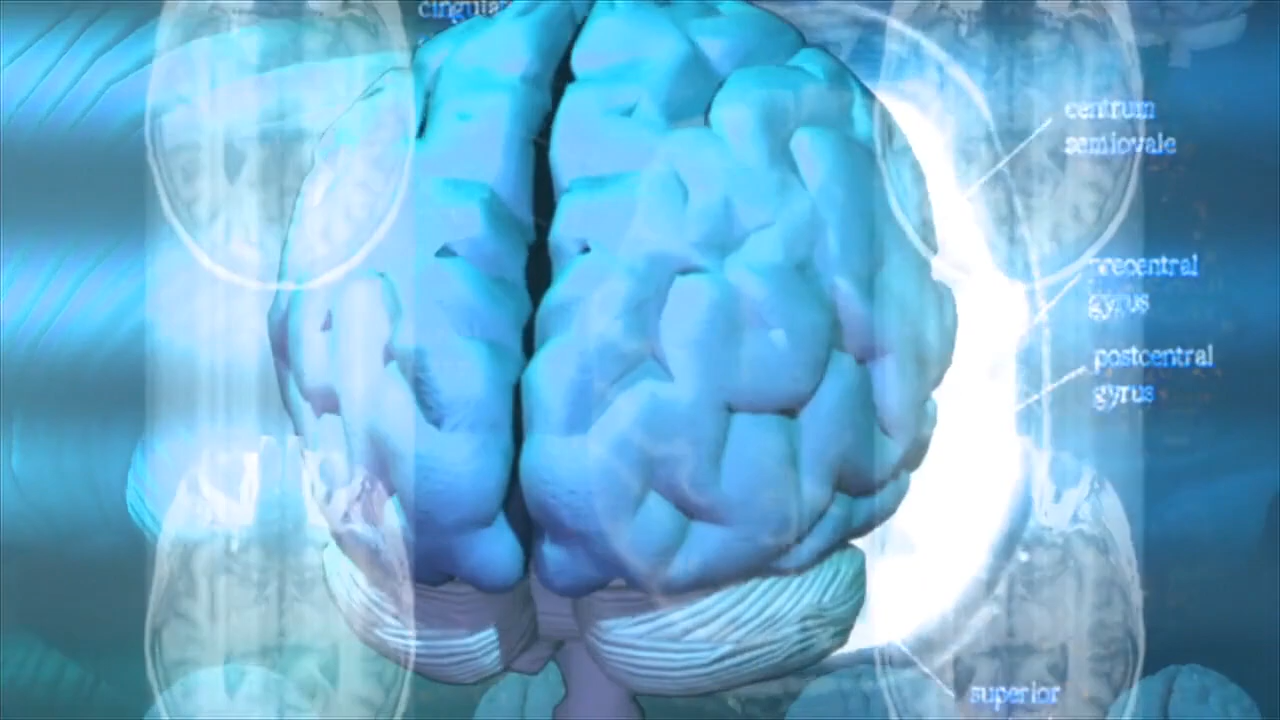 centrum
semiovale
precentral
gyrus
postcentral
gyrus
superior